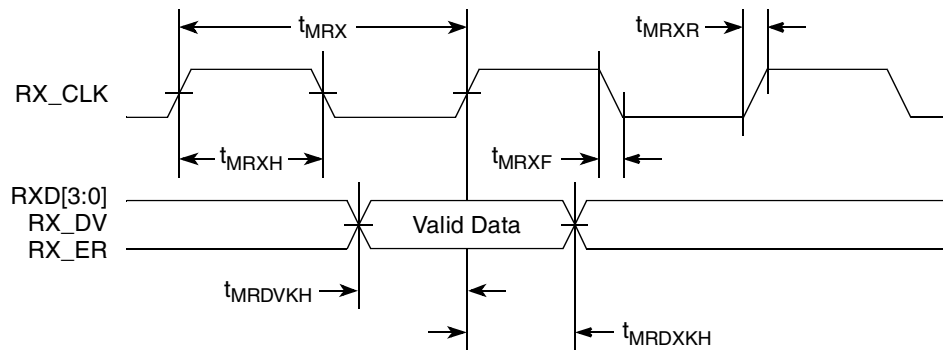 tMRX
tMRXR
RX_CLK
tMRXH
tMRXF
RXD[3:0]
RX_DV
Valid Data
RX_ER
tMRDVKH
tMRDXKH